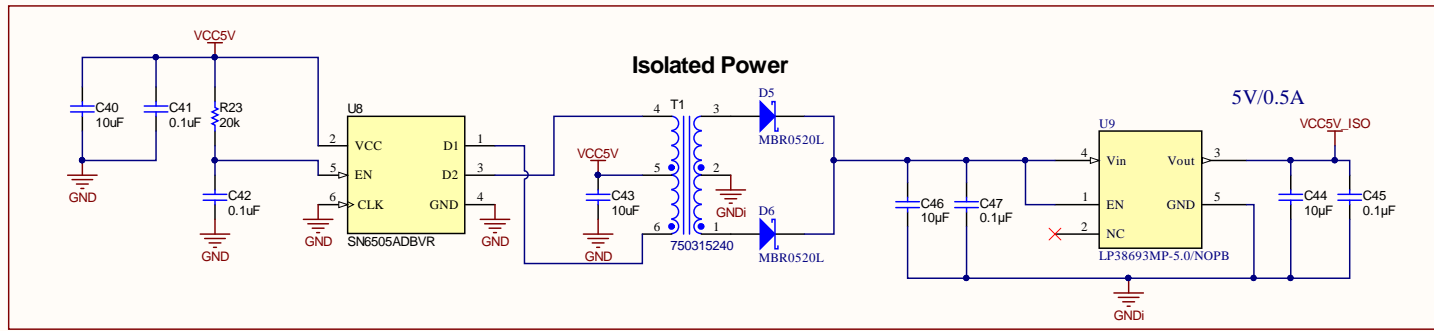 Isolated Power
VCC5V
C40
10uF
C41
0.1uF
R23
20k
C42
0.1uF
GND
GND
GND
U8
2
VCC
5
EN
6
CLK
D1
1
D2
3
GND
4
SN6505ADBVR
GND
VCC5V
C43
10uF
GND
T1
4
5
6
3
2
1
750315240
GNDi
D5
MBR0520L
D6
MBR0520L
C46
10µF
C47
0.1µF
5V/0.5A
U9
4
Vin
1
EN
2
NC
Vout
3
GND
5
LP38693MP-5.0/NOPB
VCC5V_ISO
C44
10µF
C45
0.1µF
GNDi